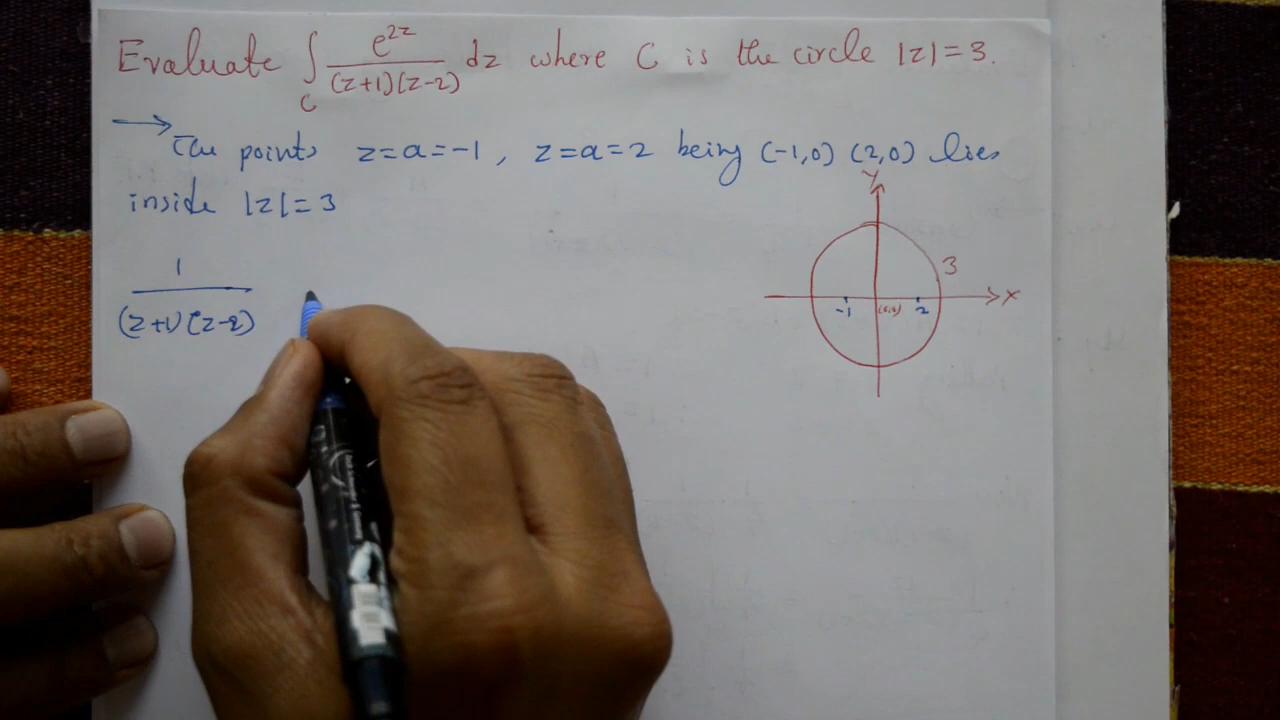 Evaluate ∫_C e^{2z}/((z+1)(z-2)) dz where C is the circle |z|=3.
→ The points z=a=-1, z=a=2 being (-1,0) (2,0) lies
inside |z|=3
Y
3
-1 (0,0) 2 X
1/((z+1)(z-2))